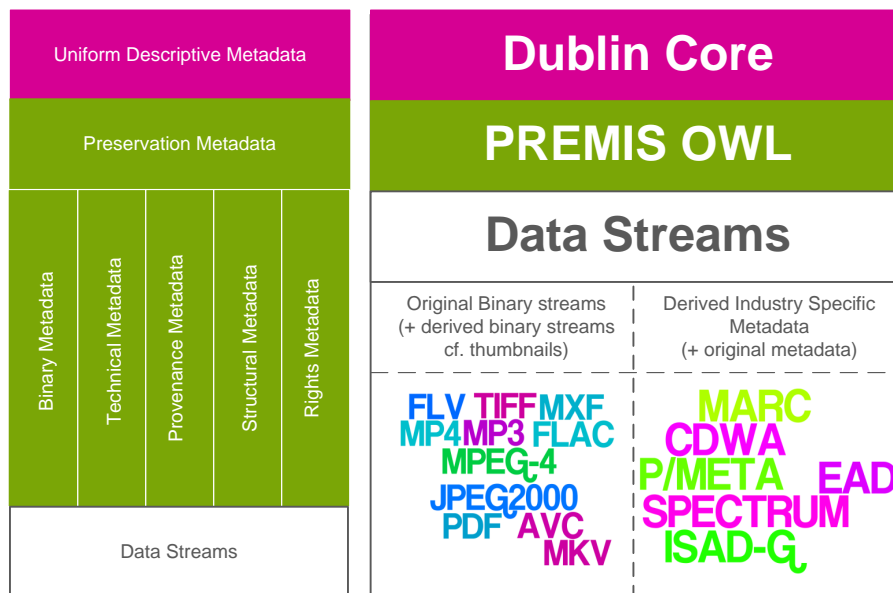 Uniform Descriptive Metadata
Preservation Metadata
Binary Metadata
Technical Metadata
Provenance Metadata
Structural Metadata
Rights Metadata
Data Streams
Dublin Core
PREMIS OWL
Data Streams
Original Binary streams
(+ derived binary streams
cf. thumbnails)
Derived Industry Specific
Metadata
(+ original metadata)
FLV TIFF MXF
MP4 MP3 FLAC
MPEG-4
JPEG2000
PDF AVC
MKV
MARC
CDWA
P/META EAD
SPECTRUM
ISAD-G